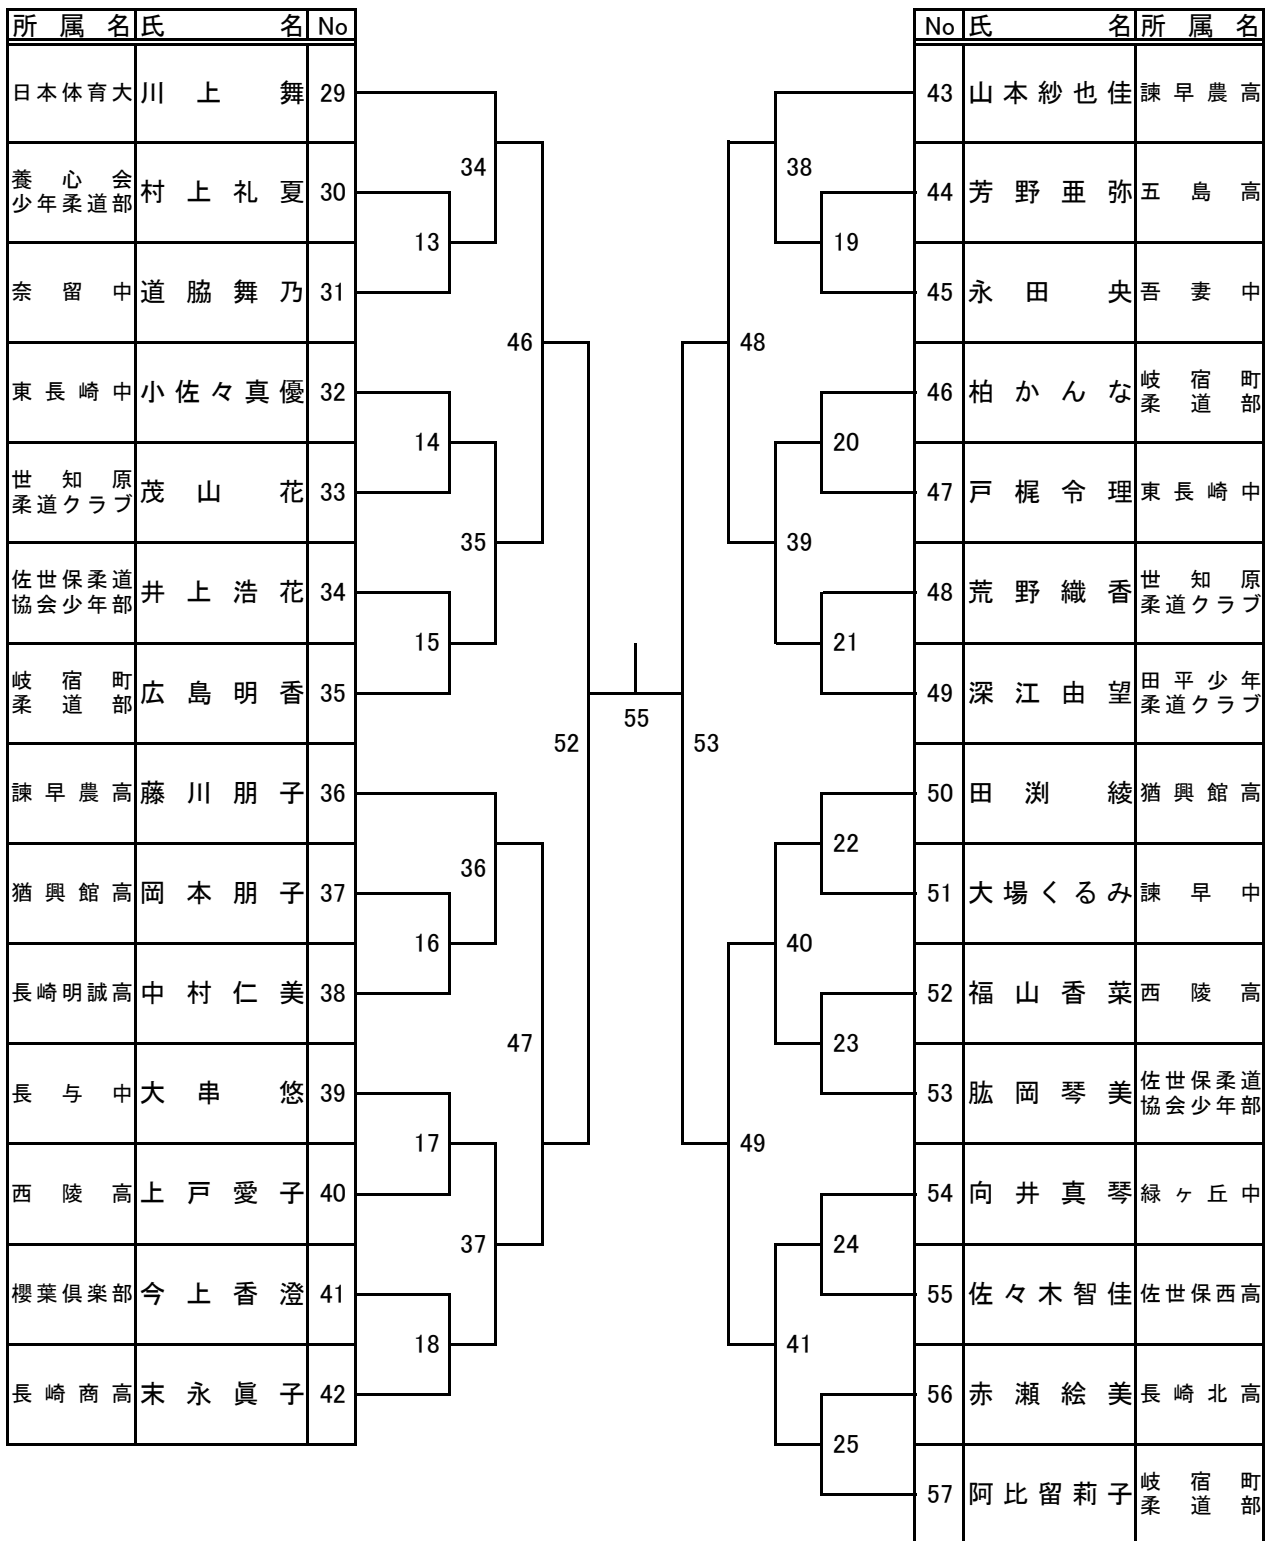 所属名 氏名 No
日本体育大 川上舞 29
養心会
少年柔道部 村上礼夏 30
奈留中 道脇舞乃 31
東長崎中 小佐々真優 32
世知原
柔道クラブ 茂山花 33
佐世保柔道
協会少年部 井上浩花 34
岐宿町
柔道部 広島明香 35
諫早農高 藤川朋子 36
猶興館高 岡本朋子 37
長崎明誠高 中村仁美 38
長与中 大串悠 39
西陵高 上戸愛子 40
櫻葉倶楽部 今上香澄 41
長崎商高 末永眞子 42
34
13
46
14
35
15
52
36
16
47
17
37
18
55
53
38
19
48
20
39
21
22
40
23
49
24
41
25
No 氏名 所属名
43 山本紗也佳 諫早農高
44 芳野亜弥 五島高
45 永田央 吾妻中
46 柏かんな 岐宿町
柔道部
47 戸梶令理 東長崎中
48 荒野織香 世知原
柔道クラブ
49 深江由望 田平少年
柔道クラブ
50 田渕綾 猶興館高
51 大場くるみ 諫早中
52 福山香菜 西陵高
53 肱岡琴美 佐世保柔道
協会少年部
54 向井真琴 緑ヶ丘中
55 佐々木智佳 佐世保西高
56 赤瀬絵美 長崎北高
57 阿比留莉子 岐宿町
柔道部